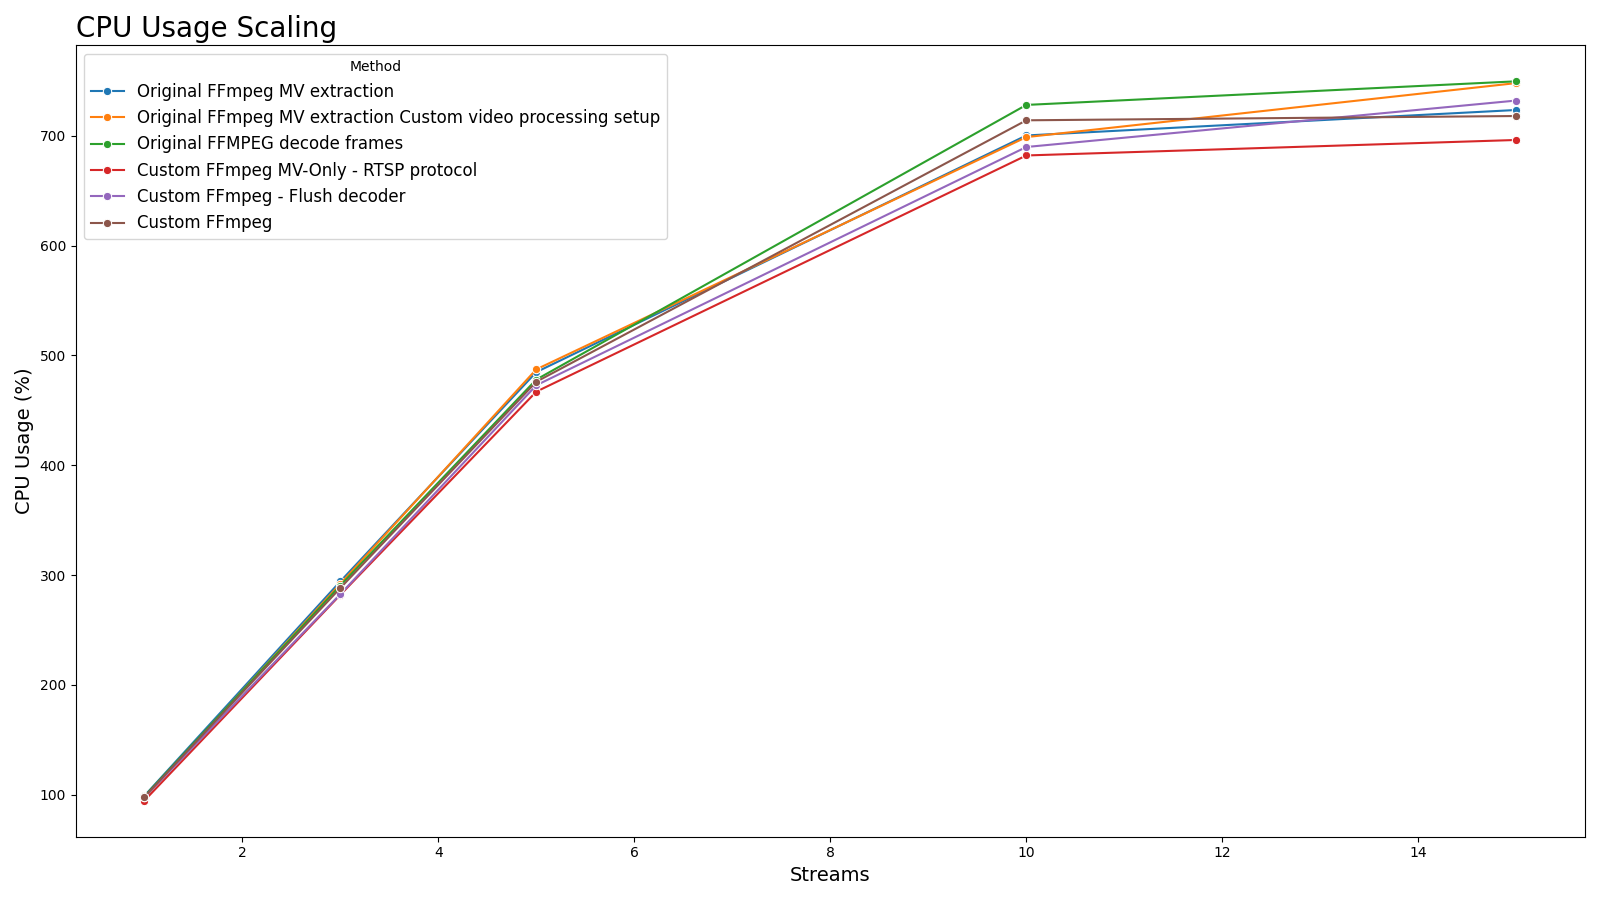 CPU Usage Scaling
Method
Original FFmpeg MV extraction
Original FFmpeg MV extraction Custom video processing setup
Original FFMPEG decode frames
Custom FFmpeg MV-Only - RTSP protocol
Custom FFmpeg - Flush decoder
Custom FFmpeg
CPU Usage (%)
700
600
500
400
300
200
100
2 4 6 8 10 12 14
Streams